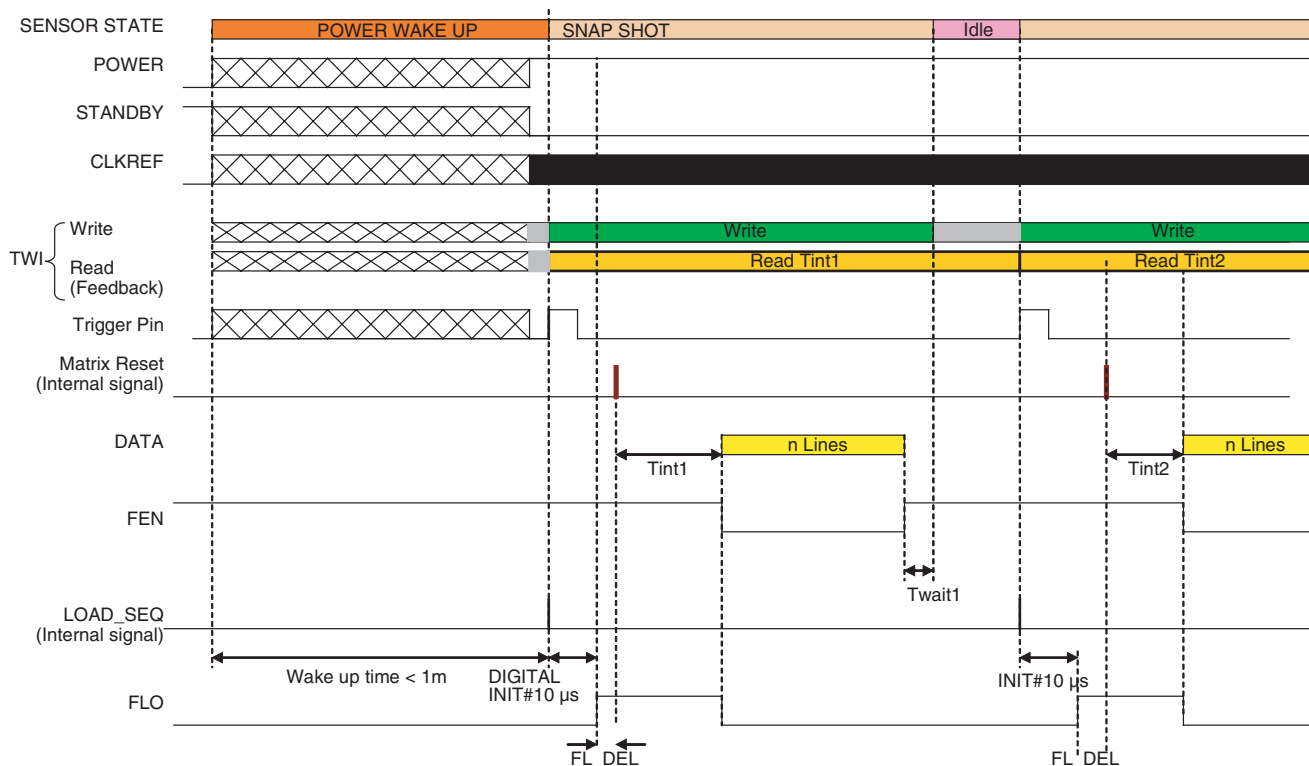 SENSOR STATE
POWER WAKE UP
SNAP SHOT
Idle
POWER
STANDBY
CLKREF
TWI
Write
Write
Write
Read
(Feedback)
Read Tint1
Read Tint2
Trigger Pin
Matrix Reset
(Internal signal)
DATA
n Lines
n Lines
Tint1
Tint2
FEN
Twait1
LOAD_SEQ
(Internal signal)
Wake up time < 1m
DIGITAL
INIT#10 µs
INIT#10 µs
FLO
FL DEL
FL DEL